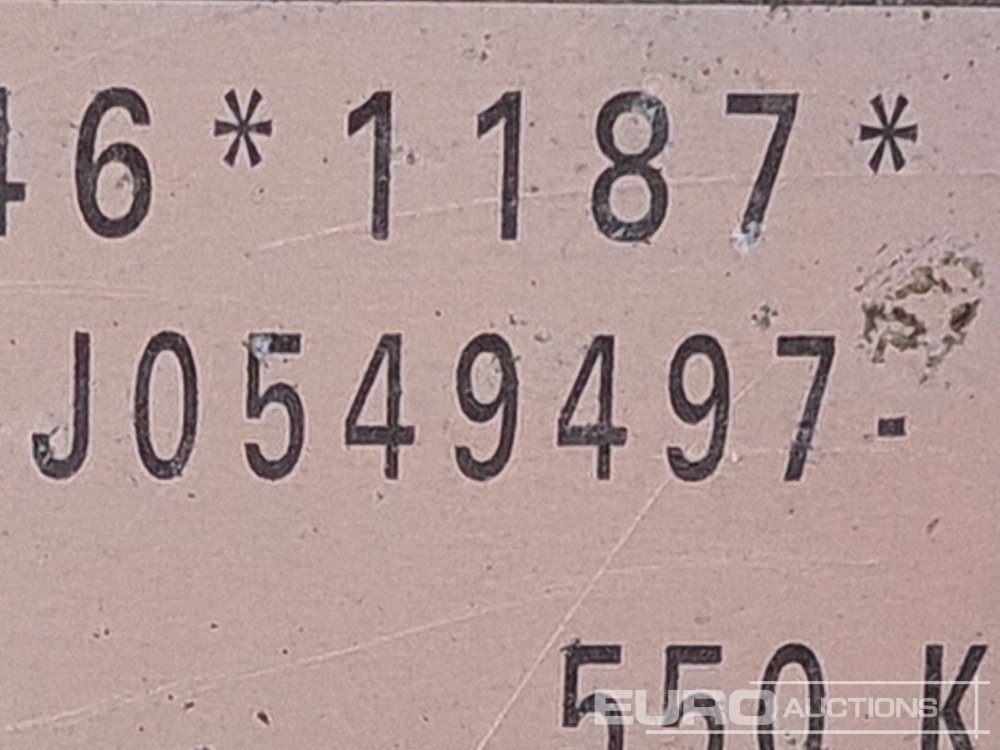 46*1187*
J0549497-
550 K
EURO AUCTIONS